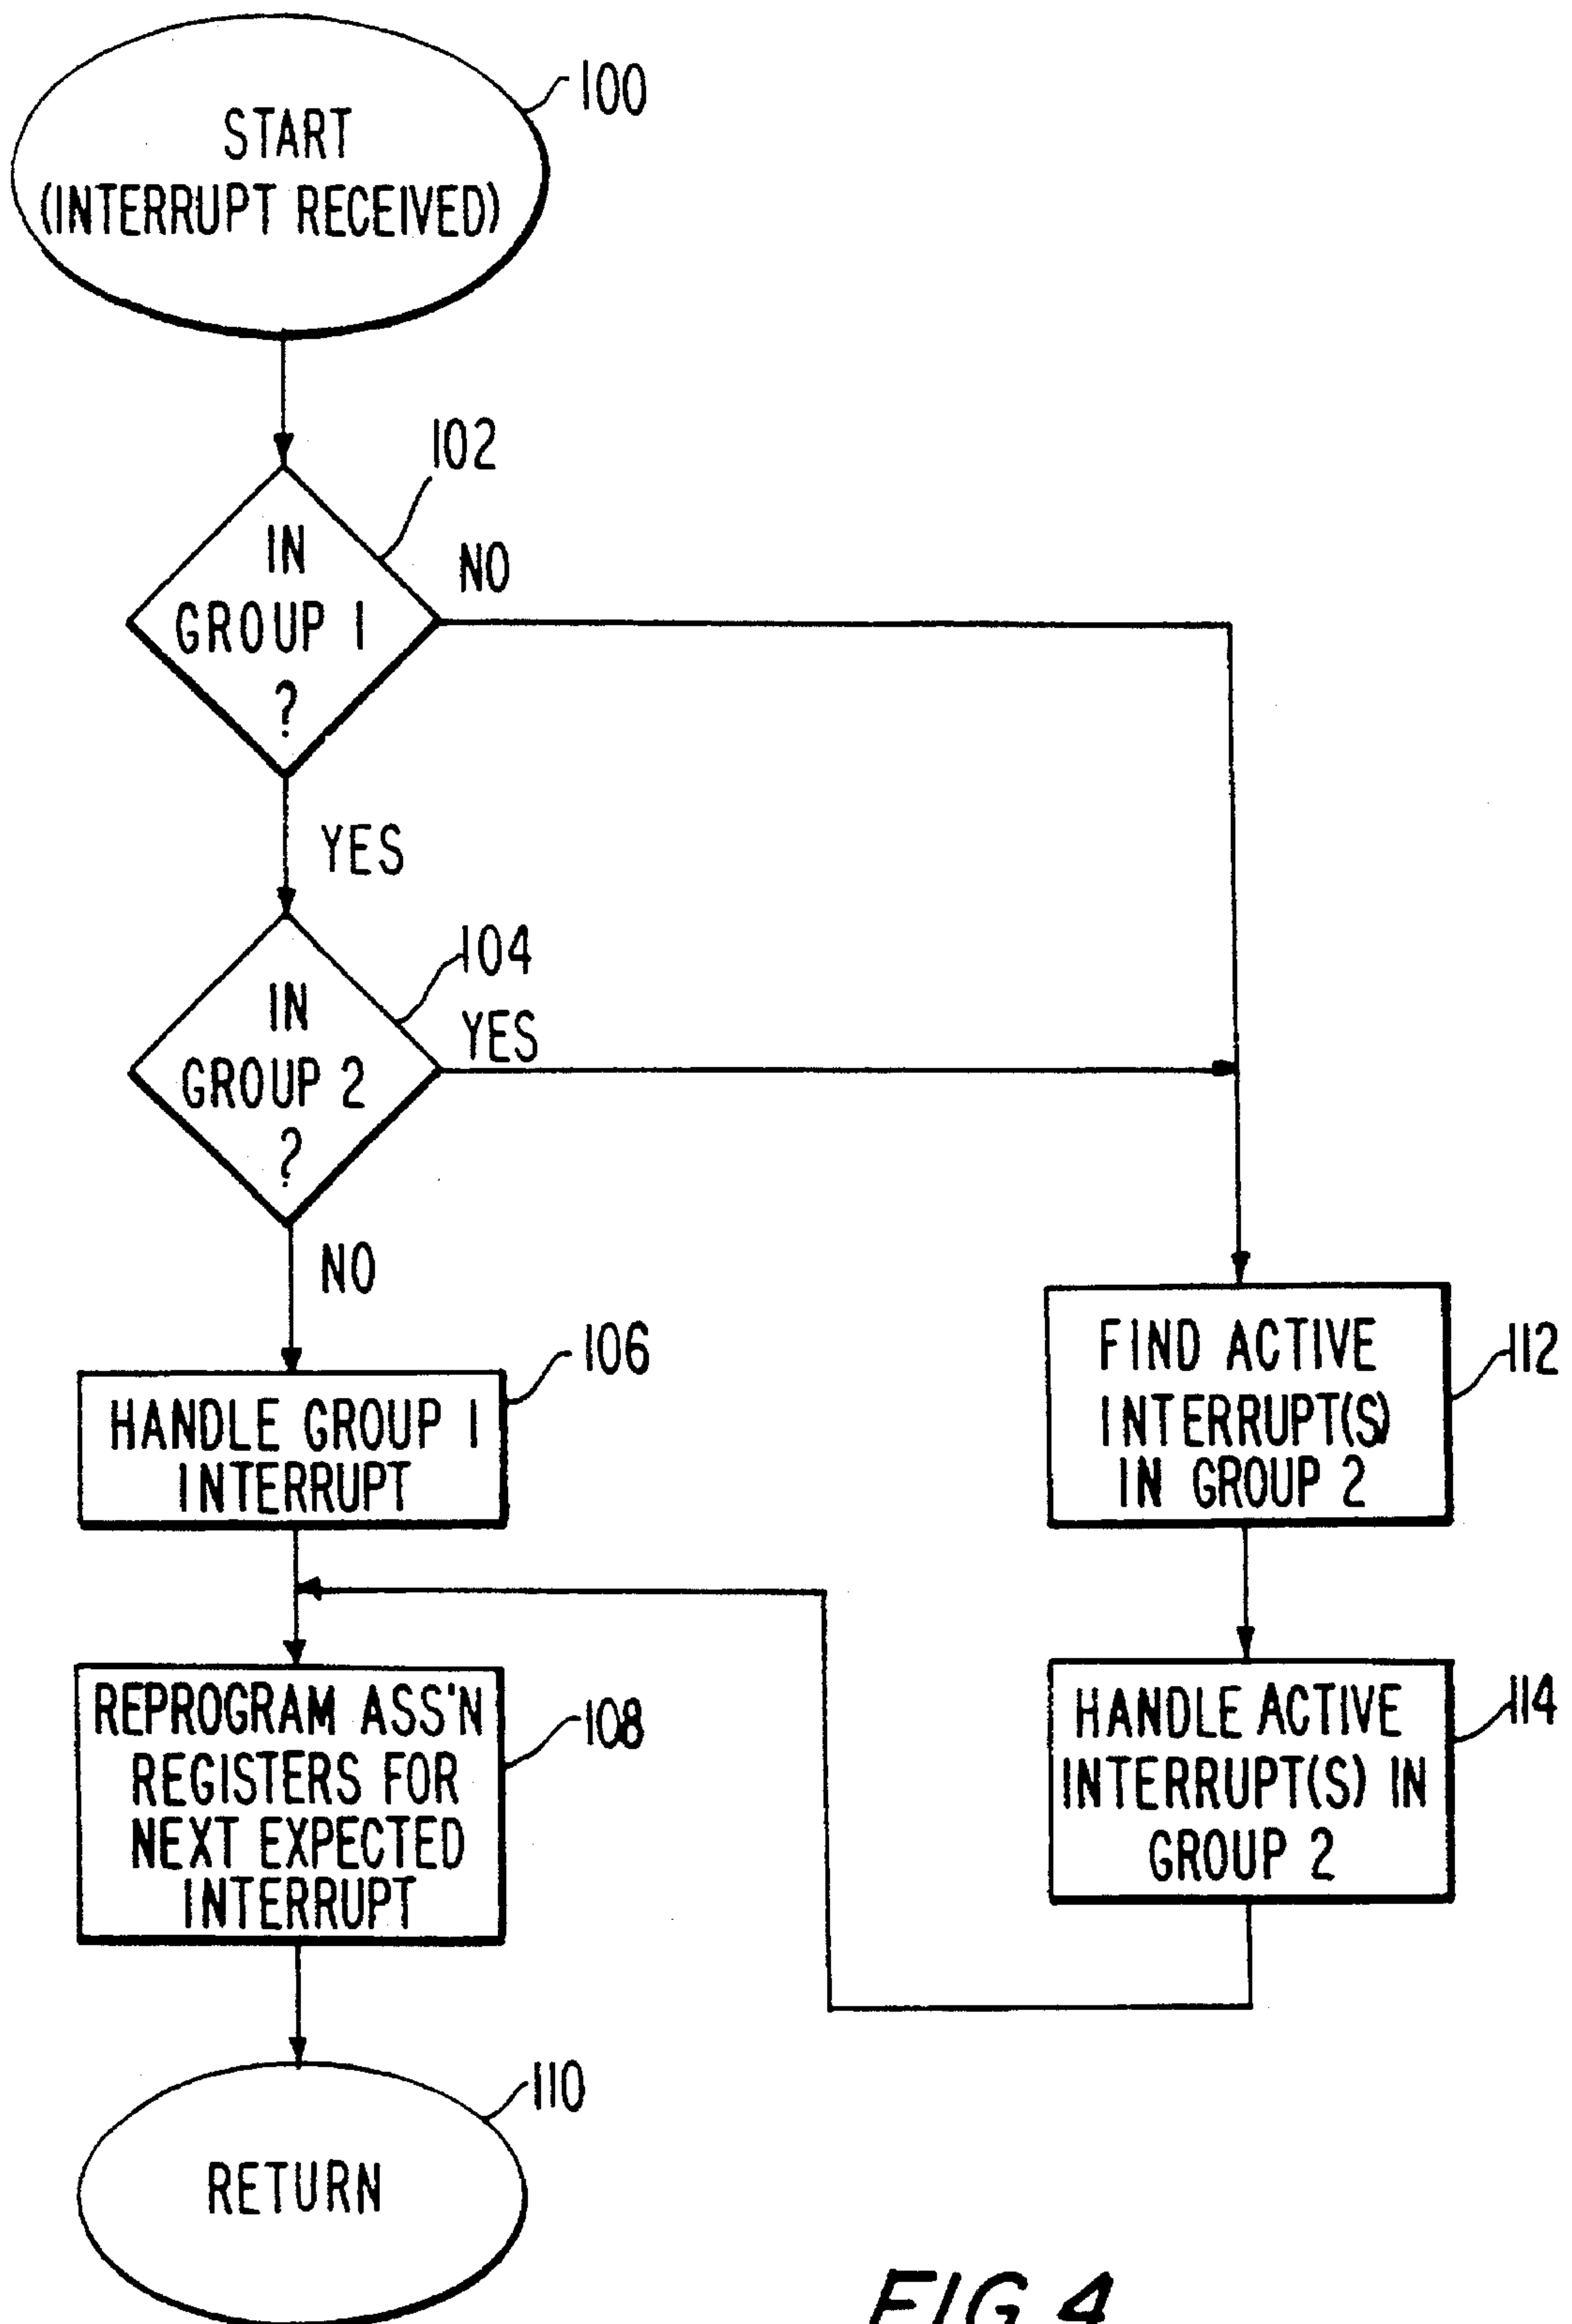 START
(INTERRUPT RECEIVED)
100
102
IN
GROUP 1
?
NO
YES
104
IN
GROUP 2
?
YES
NO
106
HANDLE GROUP 1
INTERRUPT
FIND ACTIVE
INTERRUPT(S)
IN GROUP 2
112
REPROGRAM ASS'N
REGISTERS FOR
NEXT EXPECTED
INTERRUPT
108
HANDLE ACTIVE
INTERRUPT(S) IN
GROUP 2
114
110
RETURN
FIG 4